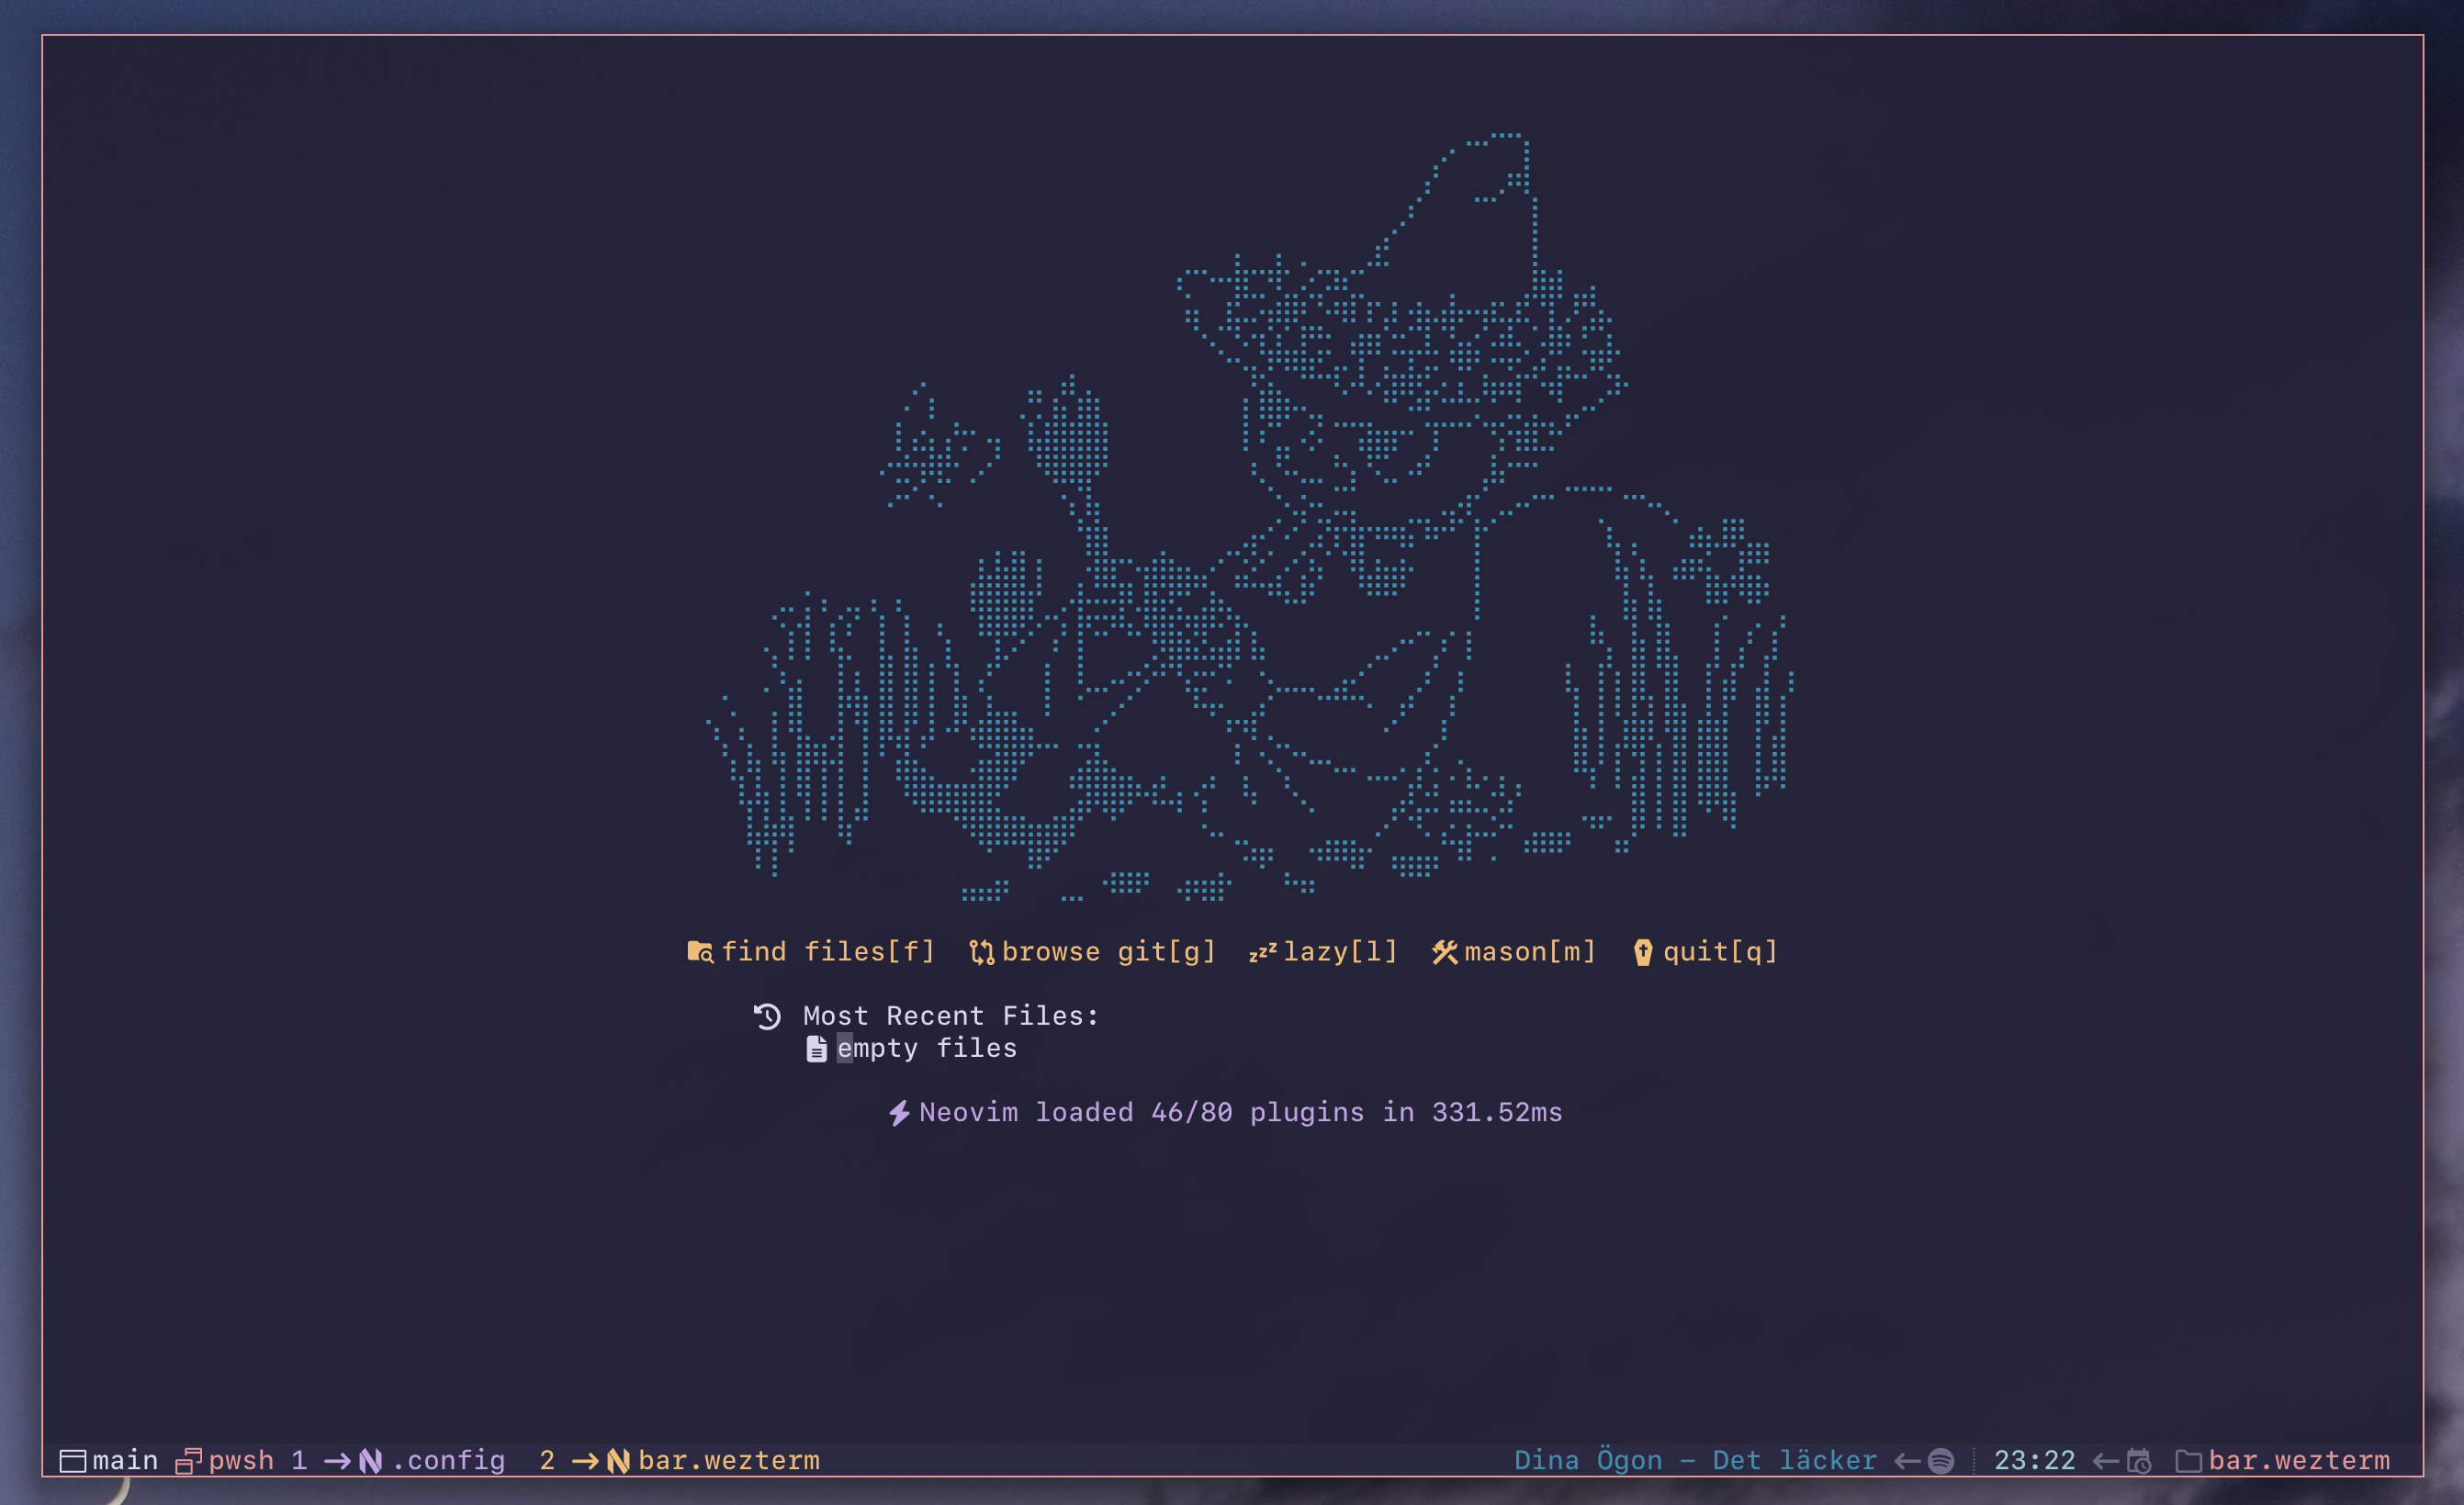 find files[f] browse git[g] zzz lazy[l] mason[m] quit[q]
Most Recent Files:
empty files
Neovim loaded 46/80 plugins in 331.52ms
main pwsh 1 → .config 2 → bar.wezterm Dina Ögon – Det läcker ← 23:22 ← bar.wezterm